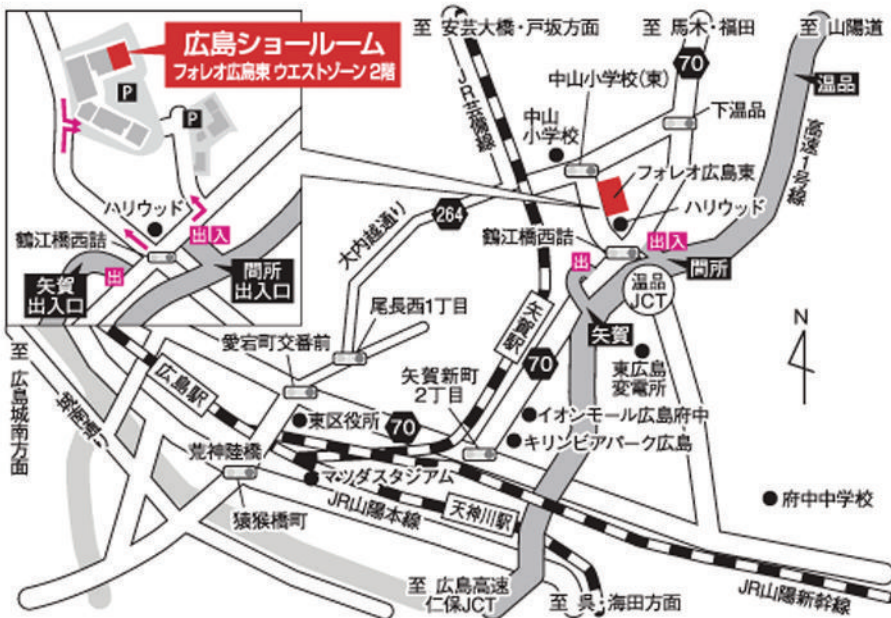 広島ショールーム
フォレオ広島東 ウエストゾーン 2階
P
P
ハリウッド
鶴江橋西詰
出入
出
矢賀
出入口
間所
出入口
至 安芸大橋・戸坂方面
至 馬木・福田
至 山陽道
70
中山小学校(東)
温品
JR芸備線
中山
小学校
下温品
高速1号線
フォレオ広島東
264
大内越通り
ハリウッド
鶴江橋西詰
出入
出
間所
温品
JCT
N
矢賀駅
矢賀
尾長西1丁目
愛宕町交番前
70
東広島
変電所
至 広島城南方面
城南通り
広島駅
矢賀新町
2丁目
東区役所
70
イオンモール広島府中
キリンビアパーク広島
荒神陸橋
マツダスタジアム
府中中学校
猿猴橋町
JR山陽本線
天神川駅
至 広島高速
仁保JCT
至 呉・海田方面
JR山陽新幹線